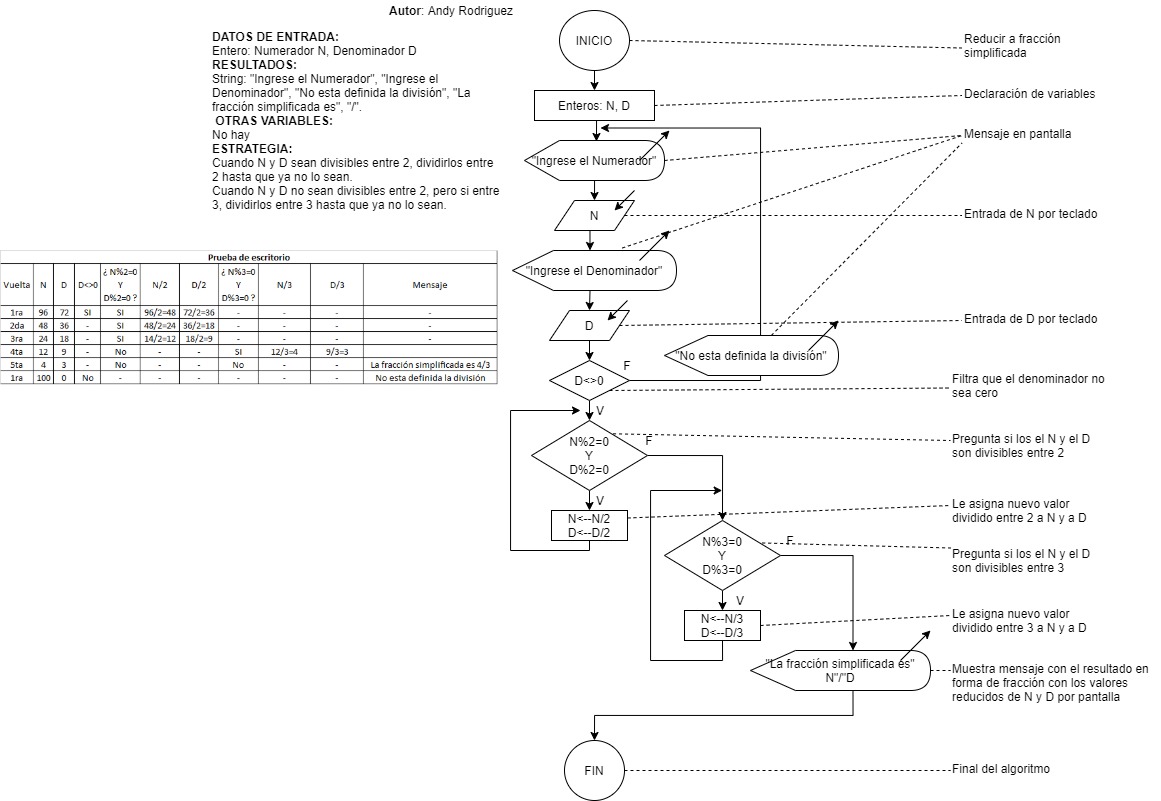 Autor: Andy Rodriguez
DATOS DE ENTRADA:
Entero: Numerador N, Denominador D
RESULTADOS:
String: "Ingrese el Numerador", "Ingrese el
Denominador", "No esta definida la división", "La
fracción simplificada es", "/".
OTRAS VARIABLES:
No hay
ESTRATEGIA:
Cuando N y D sean divisibles entre 2, dividirlos entre
2 hasta que ya no lo sean.
Cuando N y D no sean divisibles entre 2, pero si entre
3, dividirlos entre 3 hasta que ya no lo sean.
Prueba de escritorio
Vuelta N D D<>0 ¿ N%2=0 Y D%2=0 ? N/2 D/2 ¿ N%3=0 Y D%3=0 ? N/3 D/3 Mensaje
1ra 96 72 SI SI 96/2=48 72/2=36 - - - -
2da 48 36 - SI 48/2=24 36/2=18 - - - -
3ra 24 18 - SI 24/2=12 18/2=9 - - - -
4ta 12 9 - No - - SI 12/3=4 9/3=3
5ta 4 3 - No - - No - - La fracción simplificada es 4/3
1ra 100 0 No - - - - - - No esta definida la división
INICIO
Reducir a fracción
simplificada
Enteros: N, D
Declaración de variables
"Ingrese el Numerador"
Mensaje en pantalla
N
Entrada de N por teclado
"Ingrese el Denominador"
D
Entrada de D por teclado
"No esta definida la división"
D<>0
F
V
Filtra que el denominador no
sea cero
N%2=0
Y
D%2=0
F
V
Pregunta si los el N y el D
son divisibles entre 2
N<--N/2
D<--D/2
Le asigna nuevo valor
dividido entre 2 a N y a D
N%3=0
Y
D%3=0
F
V
Pregunta si los el N y el D
son divisibles entre 3
N<--N/3
D<--D/3
Le asigna nuevo valor
dividido entre 3 a N y a D
"La fracción simplificada es"
N"/"D
Muestra mensaje con el resultado en
forma de fracción con los valores
reducidos de N y D por pantalla
FIN
Final del algoritmo